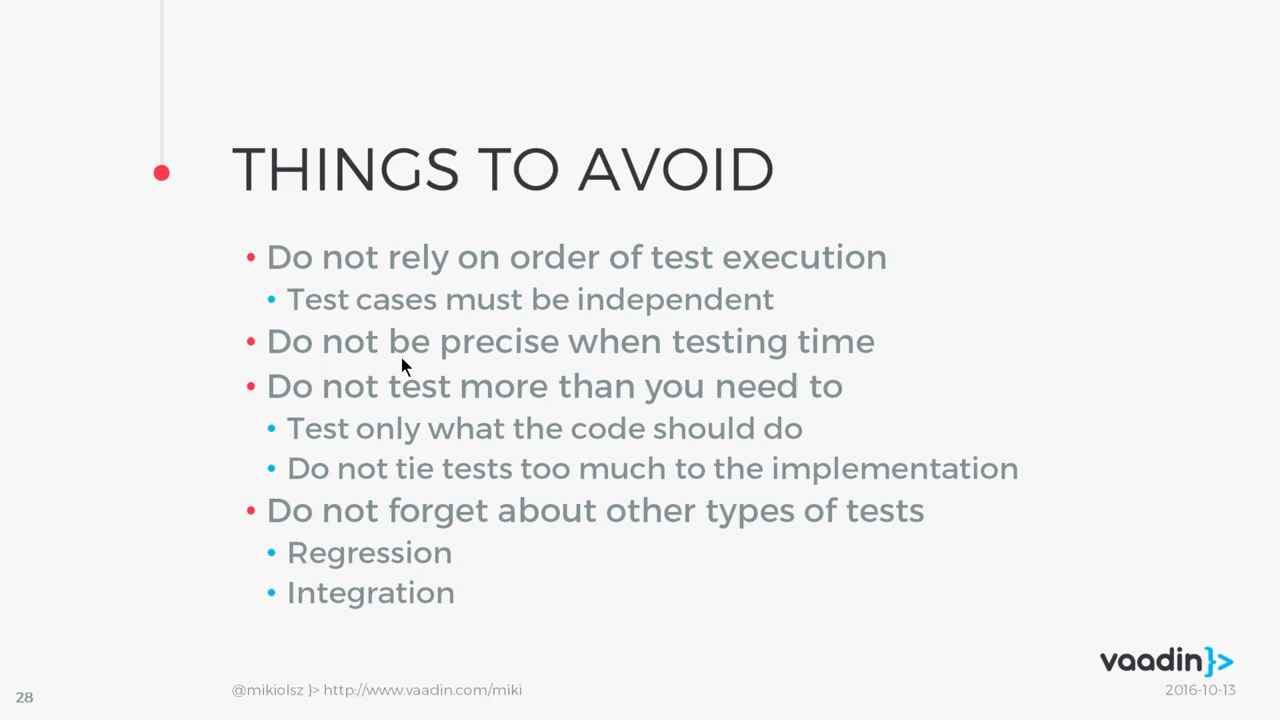 THINGS TO AVOID
• Do not rely on order of test execution
• Test cases must be independent
• Do not be precise when testing time
• Do not test more than you need to
• Test only what the code should do
• Do not tie tests too much to the implementation
• Do not forget about other types of tests
• Regression
• Integration
vaadin}>
28
@mikiolsz }> http://www.vaadin.com/miki
2016-10-13